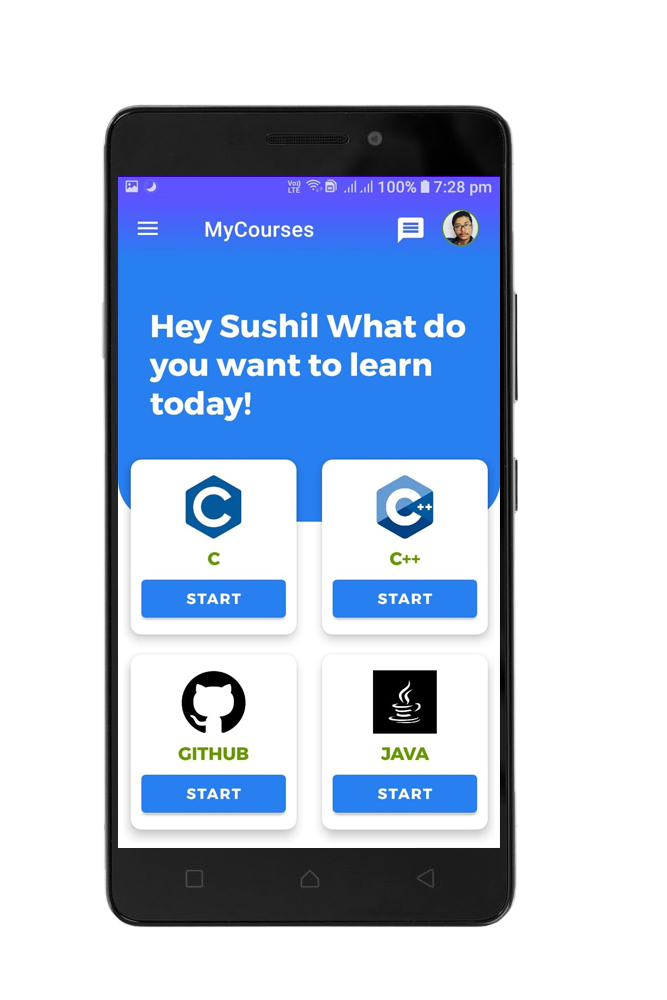 Vo)) LTE 100% 7:28 pm
MyCourses
Hey Sushil What do
you want to learn
today!
C C++
C C++
START START
GITHUB JAVA
START START